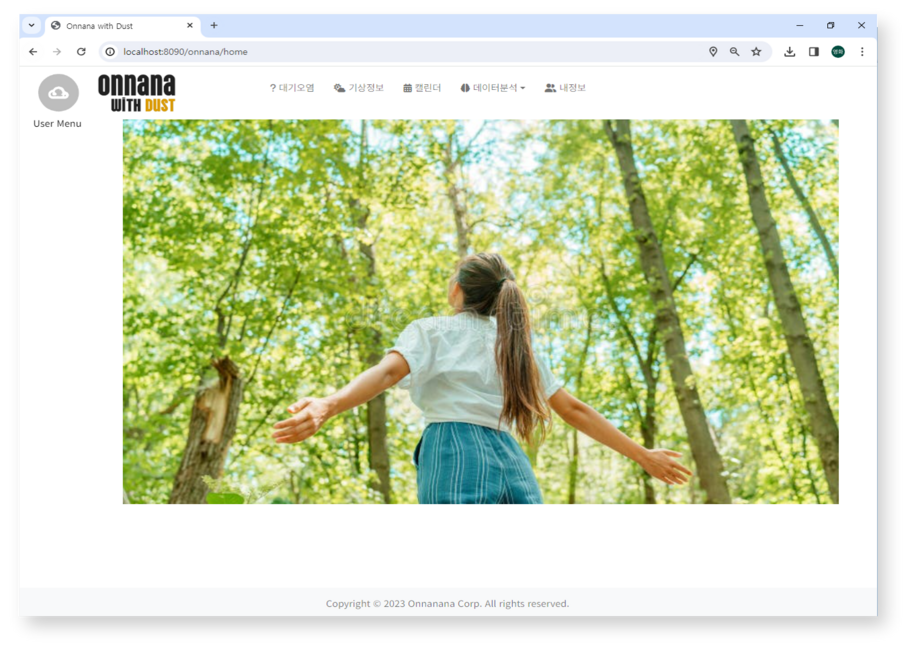 Onnana with Dust
localhost:8090/onnana/home
onnana
WITH DUST
? 대기오염 기상정보 캘린더 데이터분석 내정보
User Menu
Copyright © 2023 Onnanana Corp. All rights reserved.